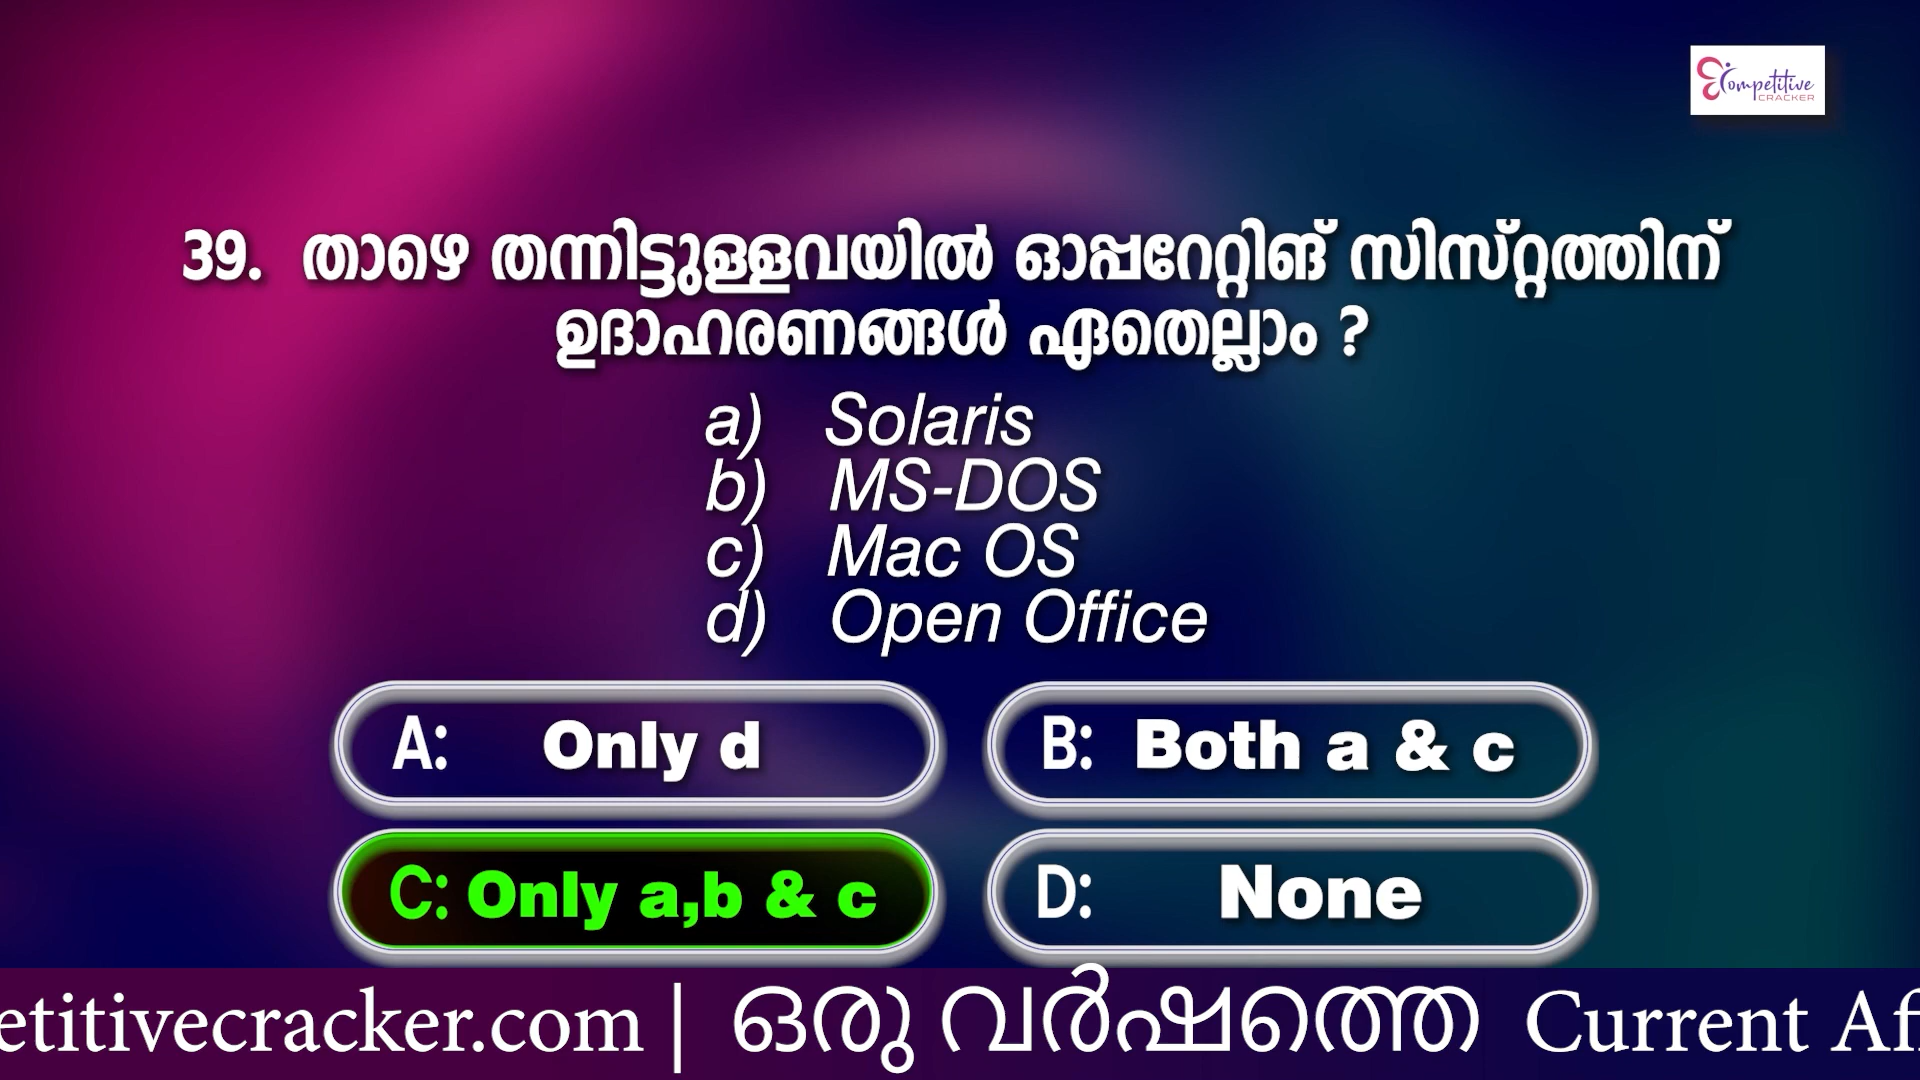 Competitive
CRACKER
39. താഴെ തന്നിട്ടുള്ളവയിൽ ഓപ്പറേറ്റിങ് സിസ്റ്റത്തിന്
ഉദാഹരണങ്ങൾ ഏതെല്ലാം ?
a) Solaris
b) MS-DOS
c) Mac OS
d) Open Office
A: Only d
B: Both a & c
C: Only a,b & c
D: None
etitivecracker.com | ഒരു വർഷത്തെ Current Af